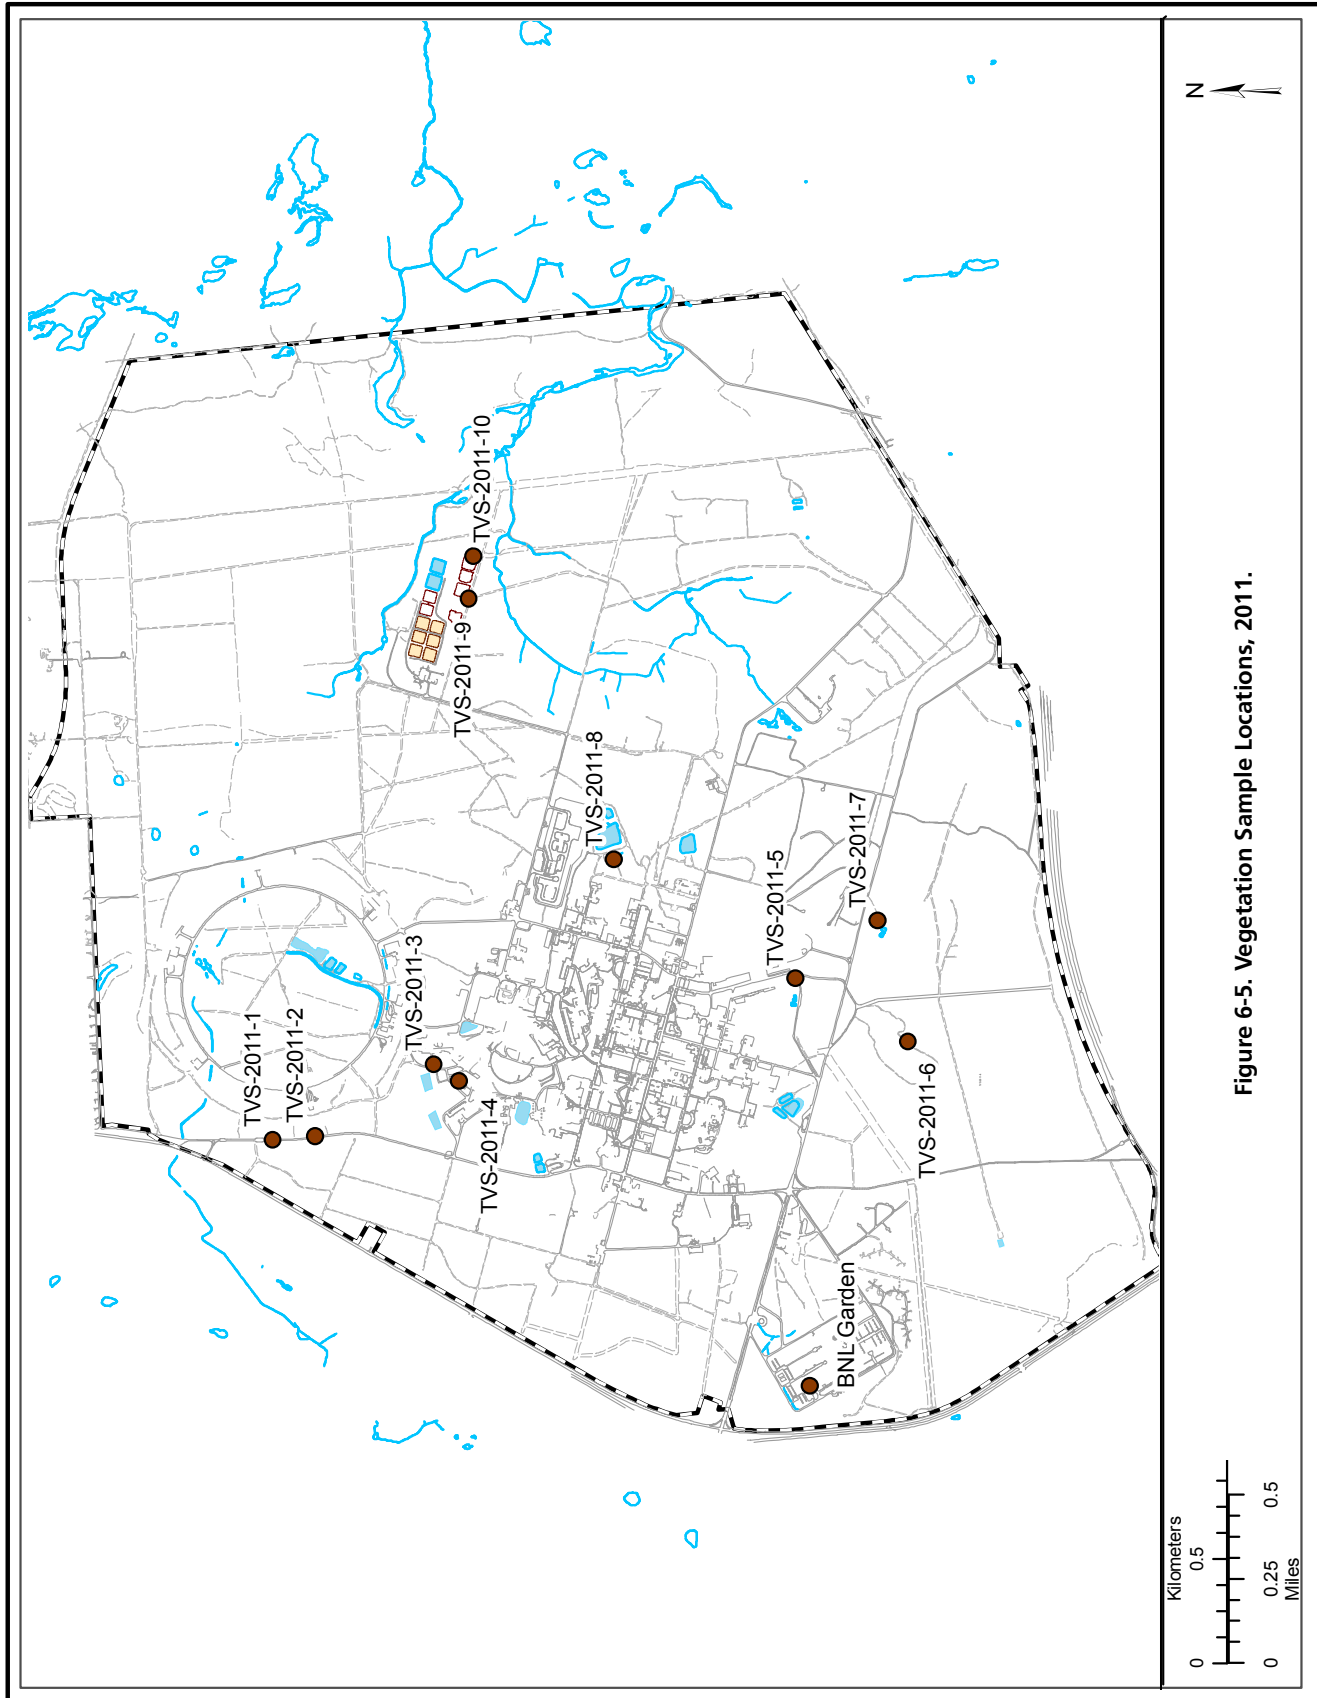 TVS-2011-1
TVS-2011-2
TVS-2011-3
TVS-2011-4
TVS-2011-10
TVS-2011-9
TVS-2011-8
TVS-2011-5
TVS-2011-7
TVS-2011-6
BNL Garden
N
Kilometers
0 0.5
0 0.25 0.5
Miles
Figure 6-5. Vegetation Sample Locations, 2011.